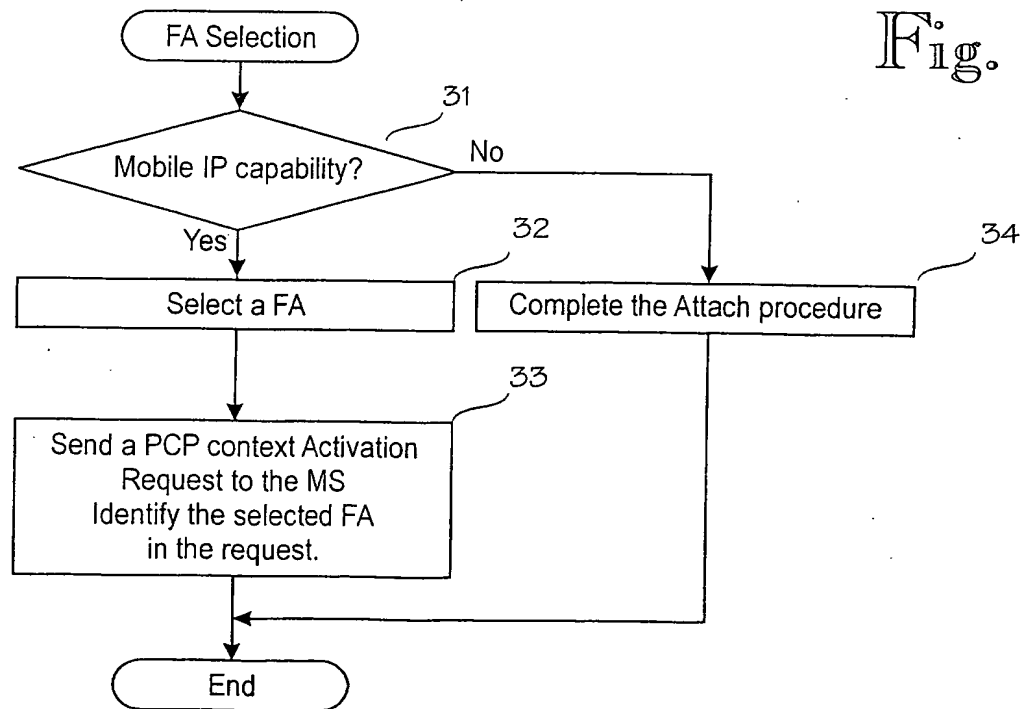 FA Selection
Fig.
31
Mobile IP capability?
No
Yes
32
34
Select a FA
Complete the Attach procedure
33
Send a PCP context Activation
Request to the MS
Identify the selected FA
in the request.
End